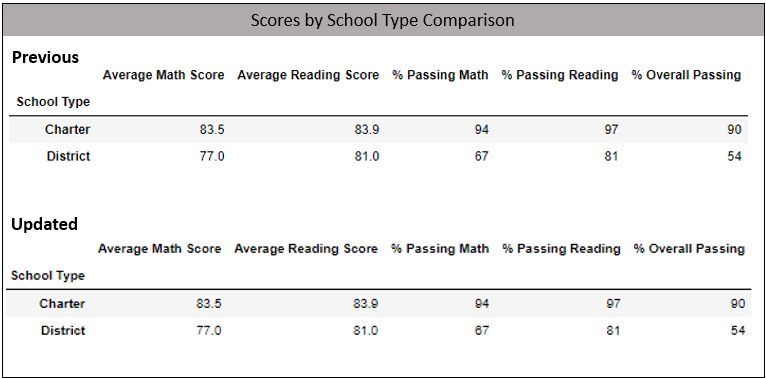 Scores by School Type Comparison
Previous
Average Math Score Average Reading Score % Passing Math % Passing Reading % Overall Passing
School Type
Charter 83.5 83.9 94 97 90
District 77.0 81.0 67 81 54
Updated
Average Math Score Average Reading Score % Passing Math % Passing Reading % Overall Passing
School Type
Charter 83.5 83.9 94 97 90
District 77.0 81.0 67 81 54